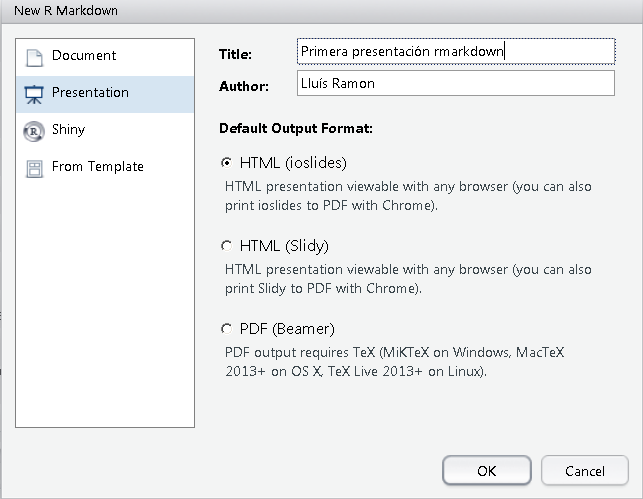 New R Markdown
Document
Presentation
Shiny
From Template
Title: Primera presentación rmarkdown
Author: Lluís Ramon
Default Output Format:
HTML (ioslides)
HTML presentation viewable with any browser (you can also
print ioslides to PDF with Chrome).
HTML (Slidy)
HTML presentation viewable with any browser (you can also
print Slidy to PDF with Chrome).
PDF (Beamer)
PDF output requires TeX (MiKTeX on Windows, MacTeX
2013+ on OS X, TeX Live 2013+ on Linux).
OK Cancel